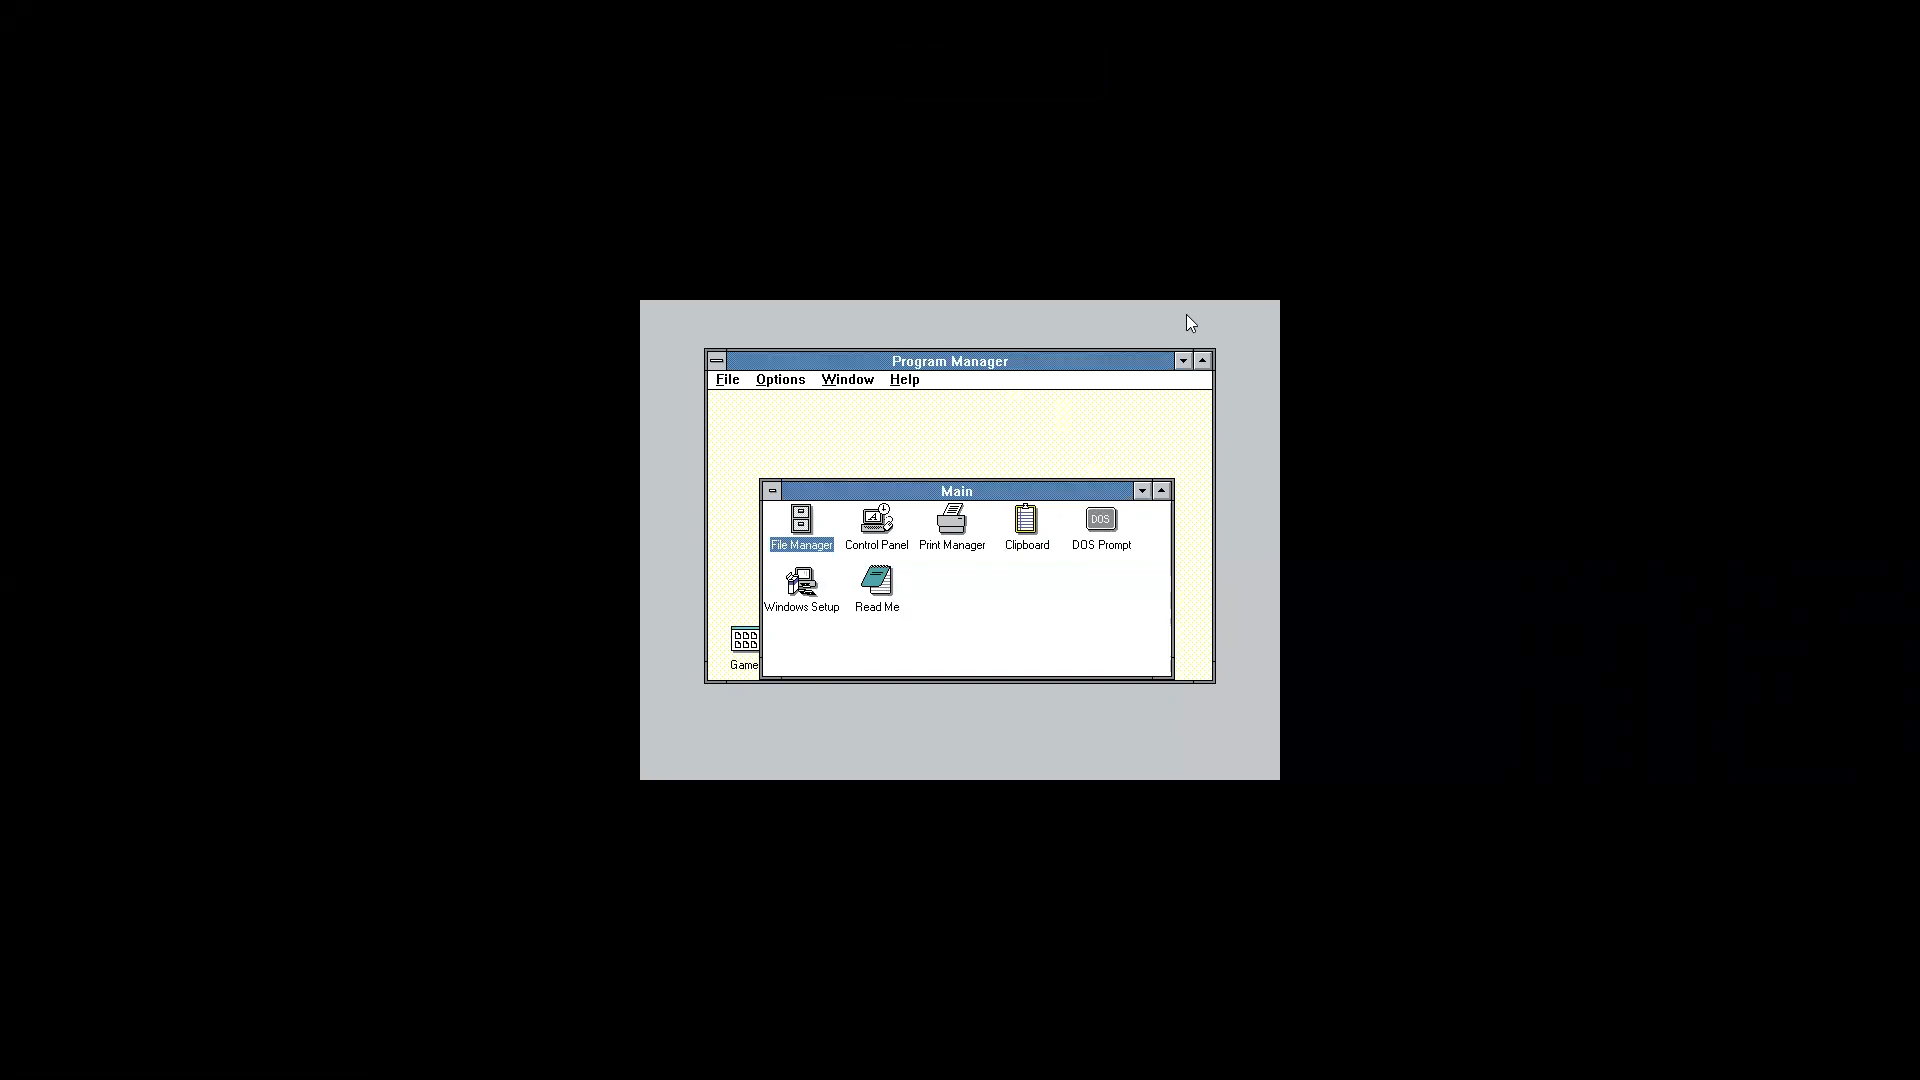 Program Manager
File Options Window Help
Main
File Manager Control Panel Print Manager Clipboard DOS Prompt
DOS
Windows Setup Read Me
Game